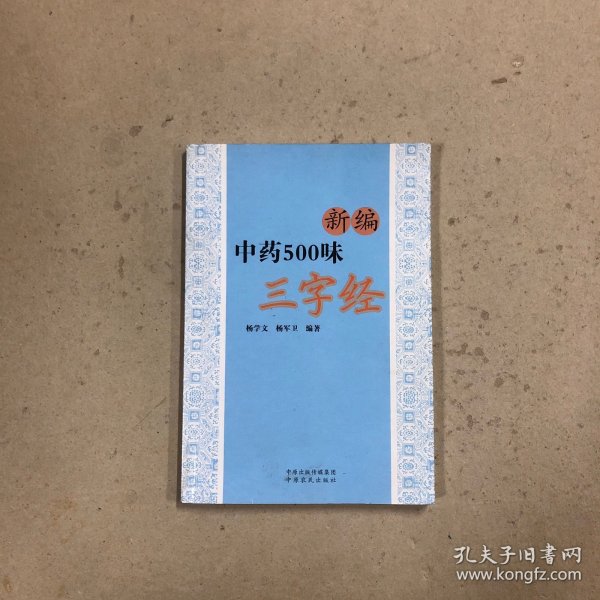 新编
中药500味
三字经
杨学文 杨军卫 编著
中原出版传媒集团
中原农民出版社
孔夫子旧书网
www.kongfz.com